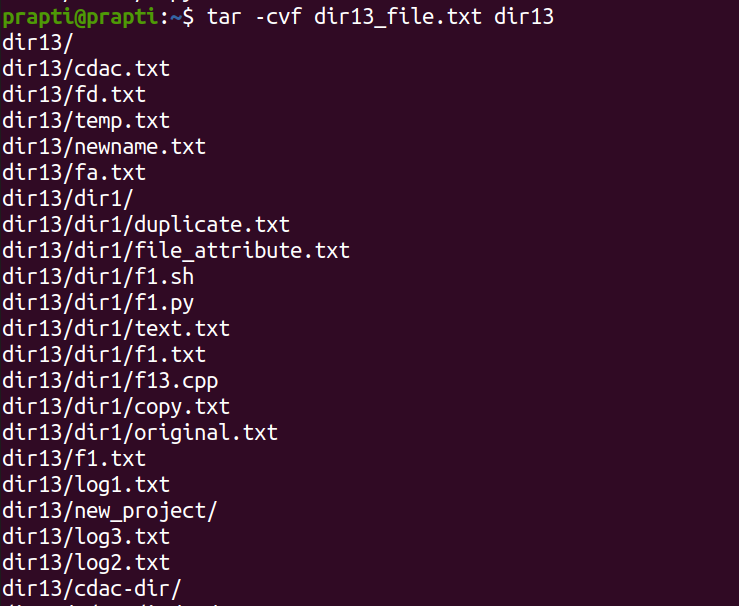 prapti@prapti:~$ tar -cvf dir13_file.txt dir13
dir13/
dir13/cdac.txt
dir13/fd.txt
dir13/temp.txt
dir13/newname.txt
dir13/fa.txt
dir13/dir1/
dir13/dir1/duplicate.txt
dir13/dir1/file_attribute.txt
dir13/dir1/f1.sh
dir13/dir1/f1.py
dir13/dir1/text.txt
dir13/dir1/f1.txt
dir13/dir1/f13.cpp
dir13/dir1/copy.txt
dir13/dir1/original.txt
dir13/f1.txt
dir13/log1.txt
dir13/new_project/
dir13/log3.txt
dir13/log2.txt
dir13/cdac-dir/